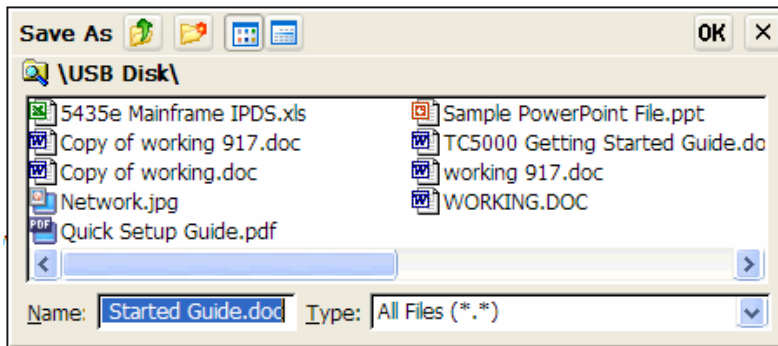 Save As OK ×
\USB Disk\
5435e Mainframe IPDS.xls
Copy of working 917.doc
Copy of working.doc
Network.jpg
Quick Setup Guide.pdf
Sample PowerPoint File.ppt
TC5000 Getting Started Guide.do
working 917.doc
WORKING.DOC
Name: Started Guide.doc Type: All Files (*.*)